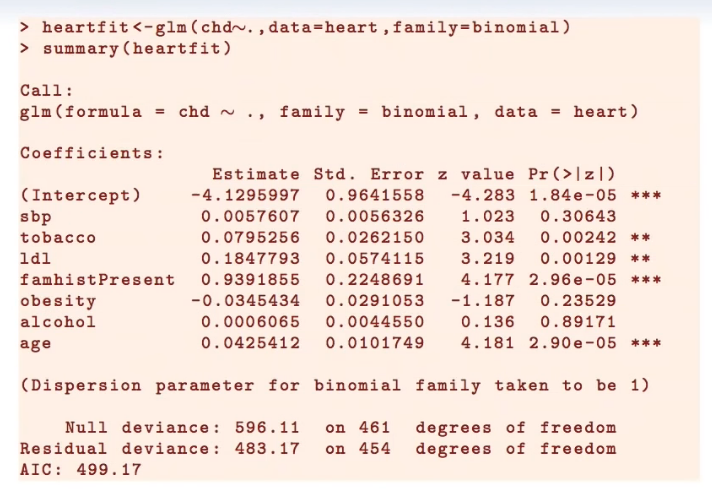 > heartfit<-glm(chd~.,data=heart,family=binomial)
> summary(heartfit)
Call:
glm(formula = chd ~ ., family = binomial, data = heart)
Coefficients:
Estimate Std. Error z value Pr(>|z|)
(Intercept) -4.1295997 0.9641558 -4.283 1.84e-05 ***
sbp 0.0057607 0.0056326 1.023 0.30643
tobacco 0.0795256 0.0262150 3.034 0.00242 **
ldl 0.1847793 0.0574115 3.219 0.00129 **
famhistPresent 0.9391855 0.2248691 4.177 2.96e-05 ***
obesity -0.0345434 0.0291053 -1.187 0.23529
alcohol 0.0006065 0.0044550 0.136 0.89171
age 0.0425412 0.0101749 4.181 2.90e-05 ***
(Dispersion parameter for binomial family taken to be 1)
Null deviance: 596.11 on 461 degrees of freedom
Residual deviance: 483.17 on 454 degrees of freedom
AIC: 499.17